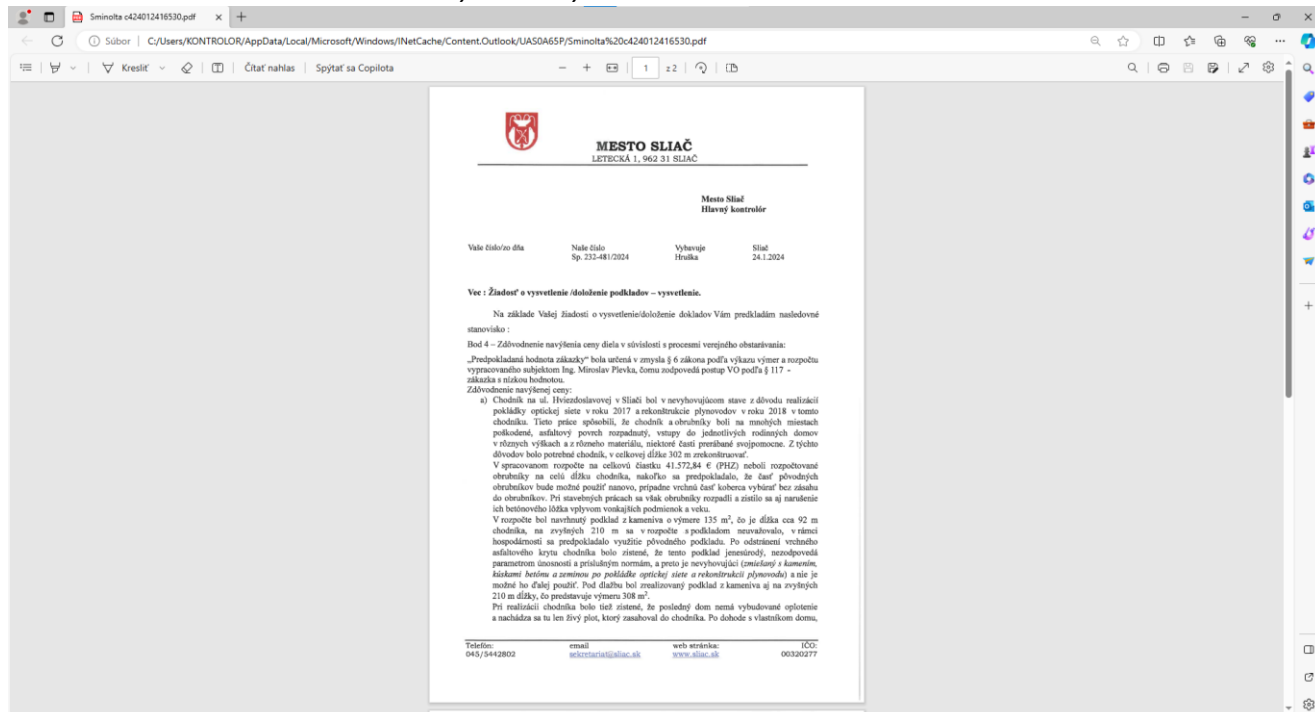 Sminolta c424012416530.pdf
Súbor | C:/Users/KONTROLOR/AppData/Local/Microsoft/Windows/INetCache/Content.Outlook/UAS0A65P/Sminolta%20c424012416530.pdf
Kresliť Čítať nahlas Spýtať sa Copilota 1 z 2
MESTO SLIAČ
LETECKÁ 1, 962 31 SLIAČ
Mesto Sliač
Hlavný kontrolór
Vaše číslo/zo dňa Naše číslo Vybavuje Sliač
Sp. 232-481/2024 Hruška 24.1.2024
Vec : Žiadosť o vysvetlenie /doloženie podkladov – vysvetlenie.
Na základe Vašej žiadosti o vysvetlenie/doloženie dokladov Vám predkladám nasledovné
stanovisko :
Bod 4 – Zdôvodnenie navýšenia ceny diela v súvislosti s procesmi verejného obstarávania:
„Predpokladaná hodnota zákazky“ bola určená v zmysla § 6 zákona podľa výkazu výmer a rozpočtu
vypracovaného subjektom Ing. Miroslav Plevka, čomu zodpovedá postup VO podľa § 117 -
zákazka s nízkou hodnotou.
Zdôvodnenie navýšenej ceny:
a) Chodník na ul. Hviezdoslavovej v Sliači bol v nevyhovujúcom stave z dôvodu realizácií
pokládky optickej siete v roku 2017 a rekonštrukcie plynovodov v roku 2018 v tomto
chodníku. Tieto práce spôsobili, že chodník a obrubníky boli na mnohých miestach
poškodené, asfaltový povrch rozpadnutý, vstupy do jednotlivých rodinných domov
v rôznych výškach a z rôzneho materiálu, niektoré časti prerábané svojpomocne. Z týchto
dôvodov bolo potrebné chodník, v celkovej dĺžke 302 m zrekonštruovať.
V spracovanom rozpočte na celkovú čiastku 41.572,84 € (PHZ) neboli rozpočtované
obrubníky na celú dĺžku chodníka, nakoľko sa predpokladalo, že časť pôvodných
obrubníkov bude možné použiť nanovo, prípadne vrchnú časť koberca vybúrať bez zásahu
do obrubníkov. Pri stavebných prácach sa však obrubníky rozpadli a zistilo sa aj narušenie
ich betónového lôžka vplyvom vonkajších podmienok a veku.
V rozpočte bol navrhnutý podklad z kameniva o výmere 135 m², čo je dĺžka cca 92 m
chodníka, na zvyšných 210 m sa v rozpočte s podkladom neuvažovalo, v rámci
hospodárnosti sa predpokladalo využitie pôvodného podkladu. Po odstránení vrchného
asfaltového krytu chodníka bolo zistené, že tento podklad jenesúrodý, nezodpovedá
parametrom únosnosti a príslušným normám, a preto je nevyhovujúci (zmiešaný s kamením,
kúskami betónu a zeminou po pokládke optickej siete a rekonštrukcii plynovodu) a nie je
možné ho ďalej použiť. Pod dlažbu bol zrealizovaný podklad z kameniva aj na zvyšných
210 m dĺžky, čo predstavuje výmeru 308 m².
Pri realizácii chodníka bolo tiež zistené, že posledný dom nemá vybudované oplotenie
a nachádza sa tu len živý plot, ktorý zasahoval do chodníka. Po dohode s vlastníkom domu,
Telefón: email web stránka: IČO:
045/5442802 sekretariat@sliac.sk www.sliac.sk 00320277